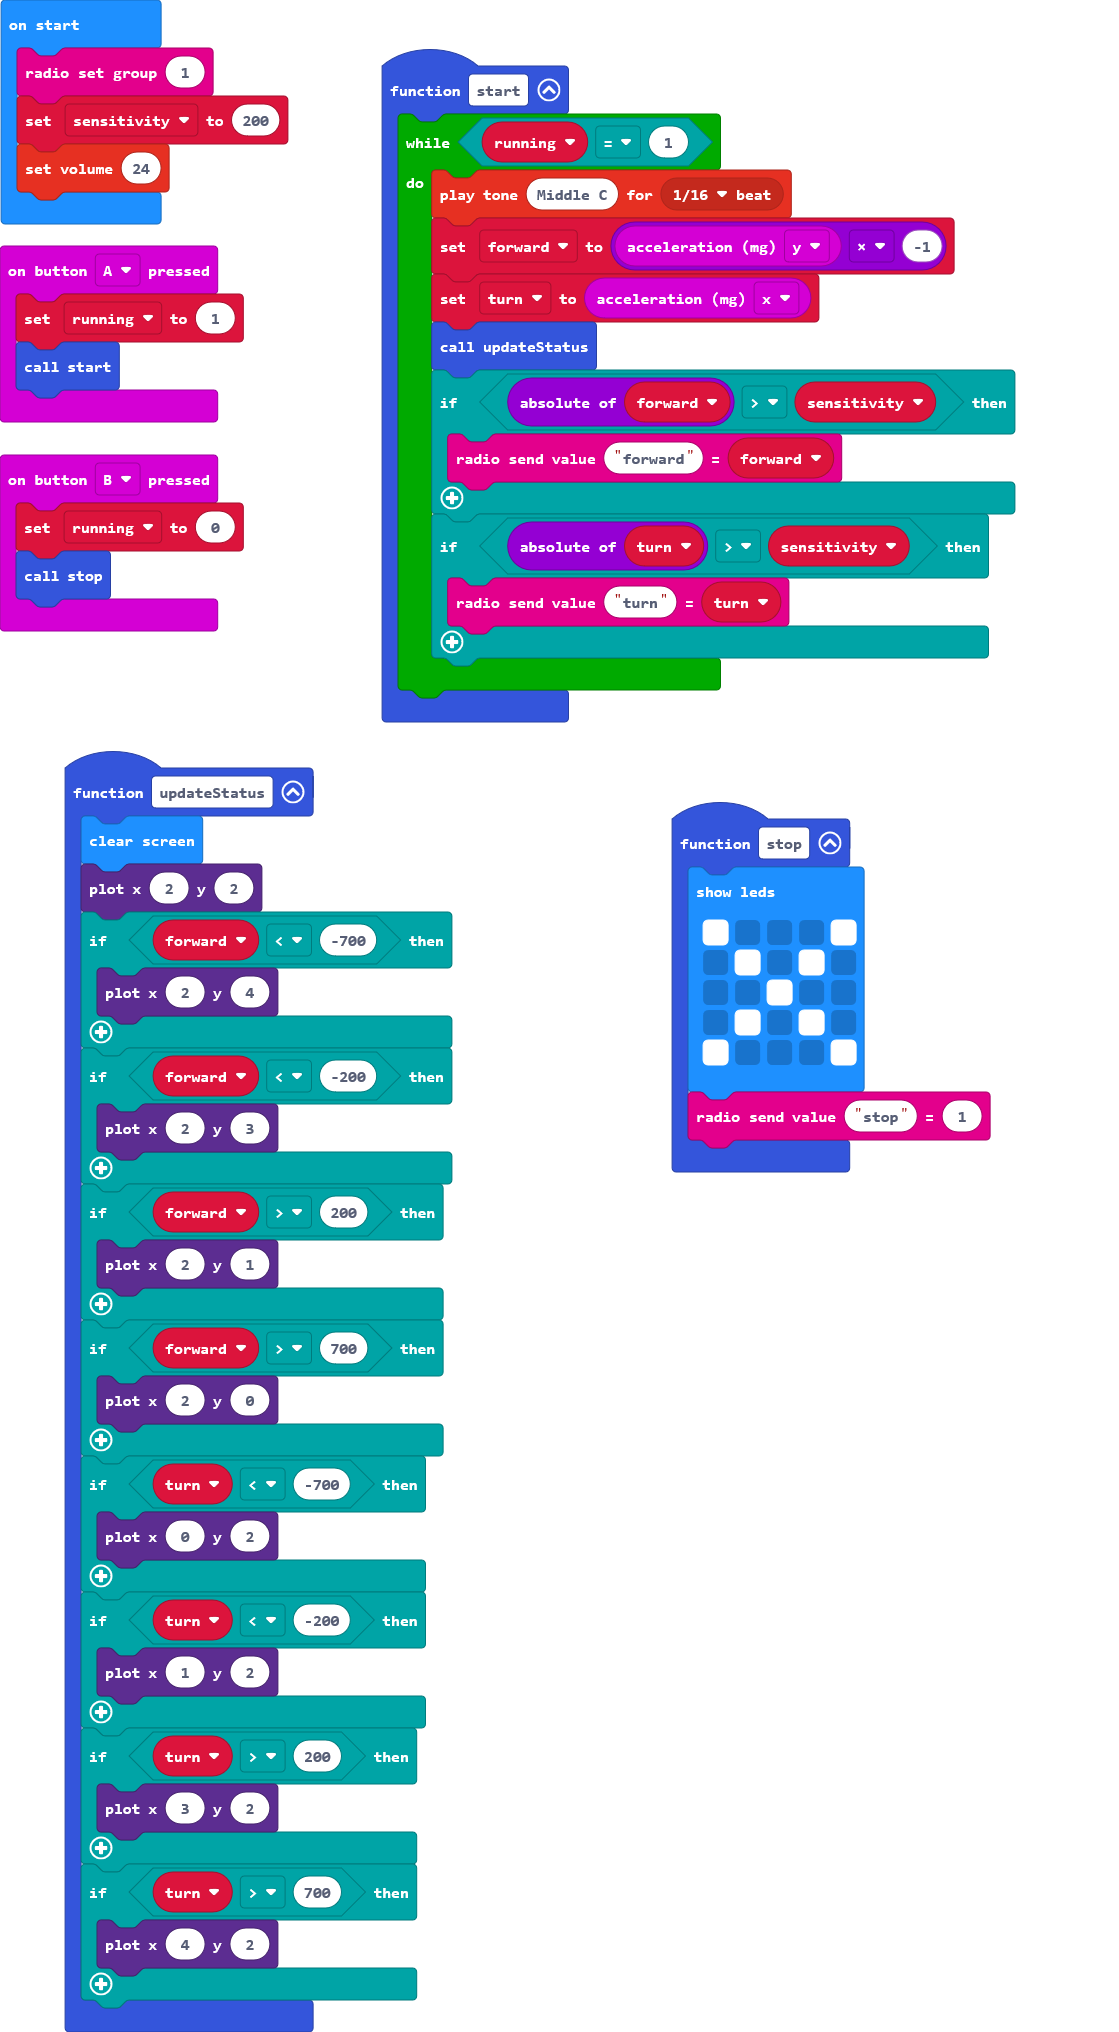 on start
radio set group 1
set sensitivity to 200
set volume 24
on button A pressed
set running to 1
call start
on button B pressed
set running to 0
call stop
function start
while running = 1
do
play tone Middle C for 1/16 beat
set forward to acceleration (mg) y × -1
set turn to acceleration (mg) x
call updateStatus
if absolute of forward > sensitivity then
radio send value "forward" = forward
if absolute of turn > sensitivity then
radio send value "turn" = turn
function updateStatus
clear screen
plot x 2 y 2
if forward < -700 then
plot x 2 y 4
if forward < -200 then
plot x 2 y 3
if forward > 200 then
plot x 2 y 1
if forward > 700 then
plot x 2 y 0
if turn < -700 then
plot x 0 y 2
if turn < -200 then
plot x 1 y 2
if turn > 200 then
plot x 3 y 2
if turn > 700 then
plot x 4 y 2
function stop
show leds
radio send value "stop" = 1